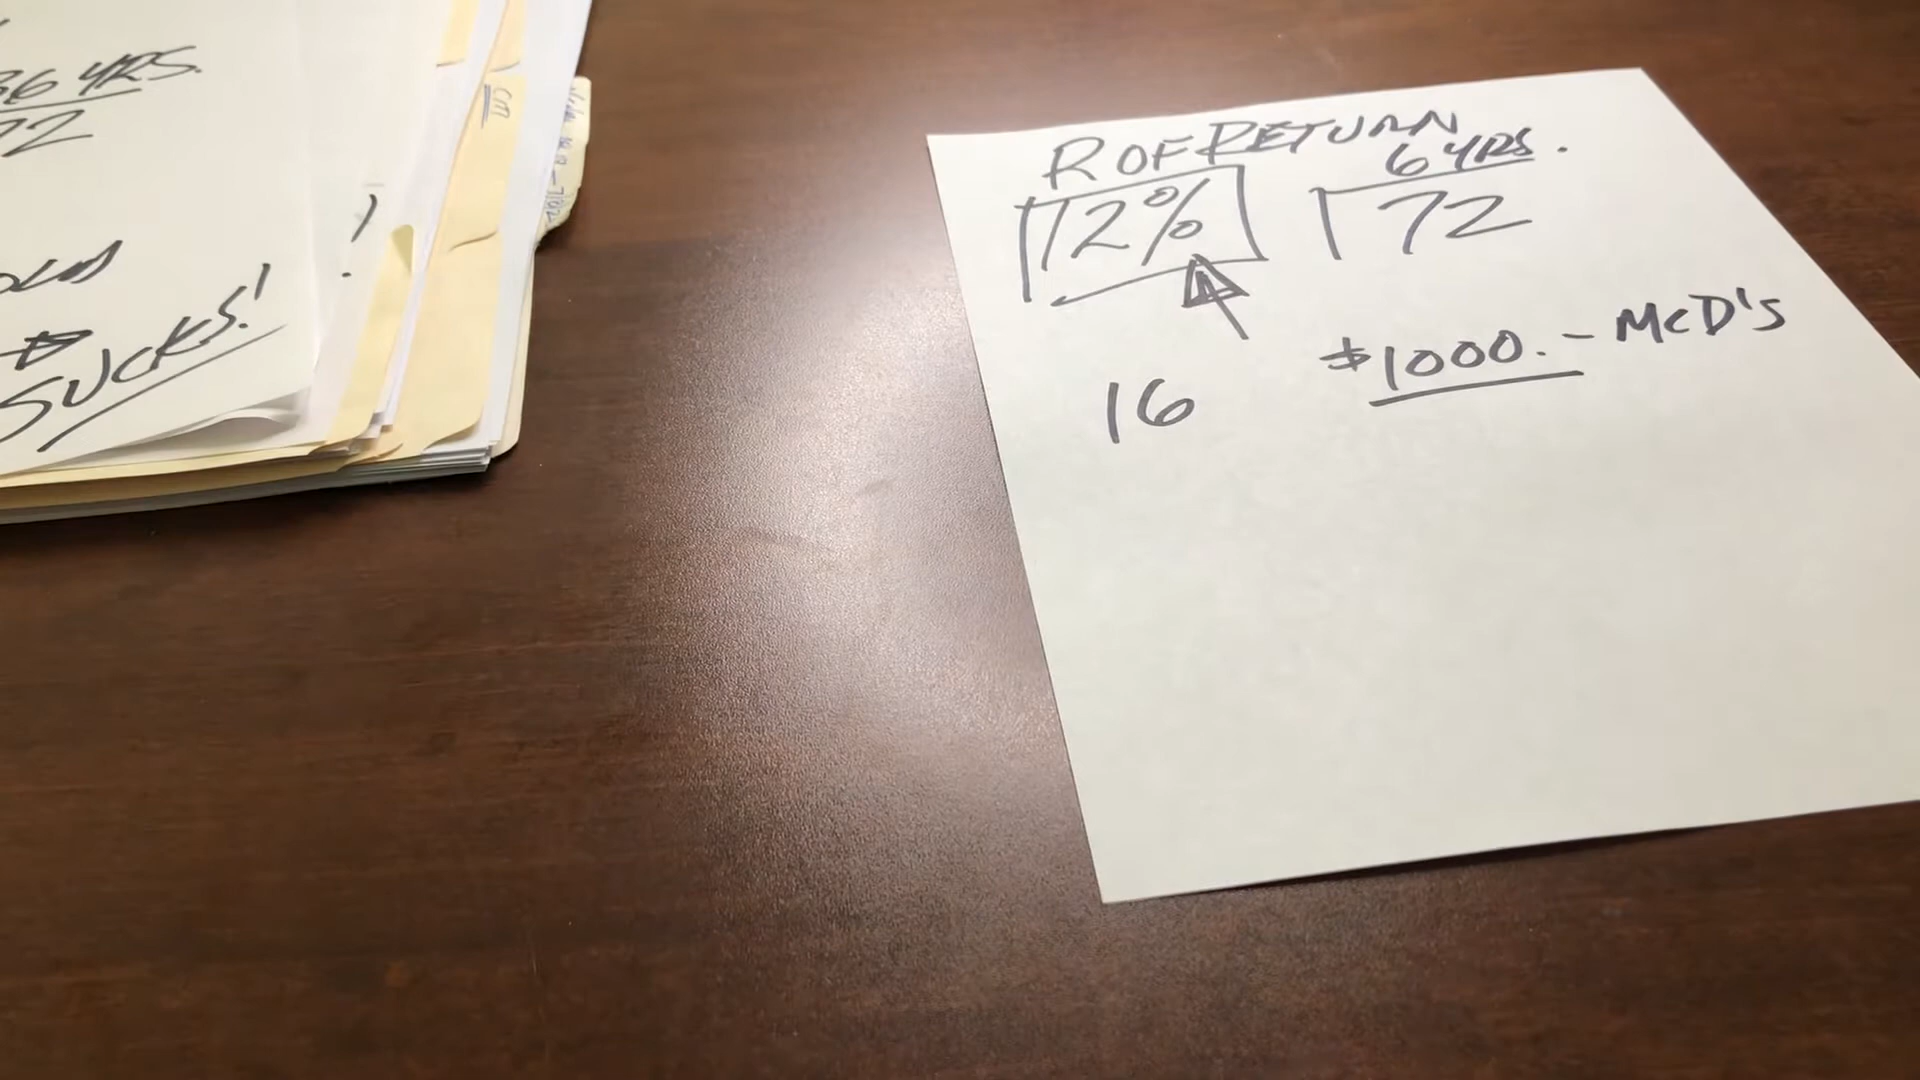 36 YRS.
72
SUCKS!
R OF RETURN
6 YRS.
12% 72
$1000. - McD'S
16